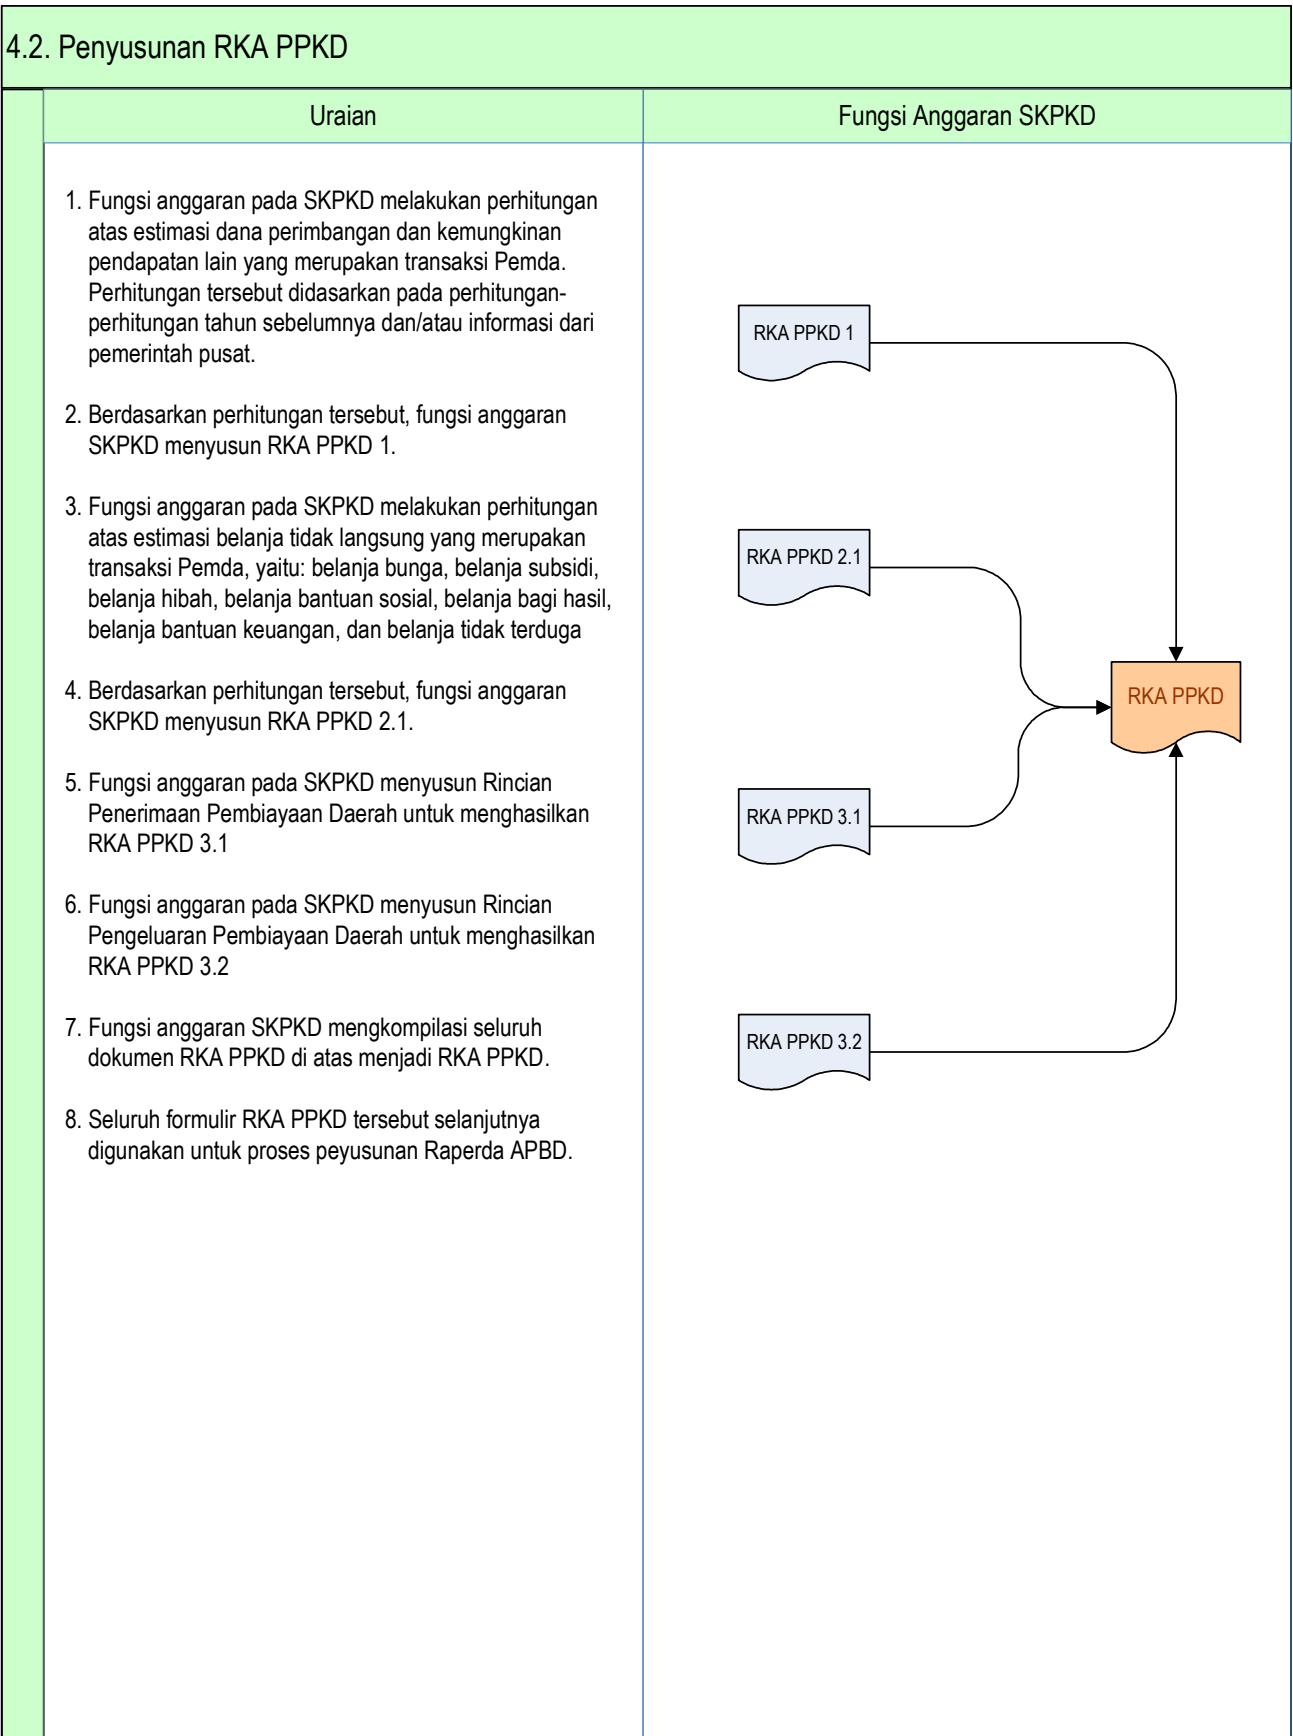 4.2. Penyusunan RKA PPKD
Uraian
Fungsi Anggaran SKPKD
1. Fungsi anggaran pada SKPKD melakukan perhitungan
atas estimasi dana perimbangan dan kemungkinan
pendapatan lain yang merupakan transaksi Pemda.
Perhitungan tersebut didasarkan pada perhitungan-
perhitungan tahun sebelumnya dan/atau informasi dari
pemerintah pusat.
2. Berdasarkan perhitungan tersebut, fungsi anggaran
SKPKD menyusun RKA PPKD 1.
3. Fungsi anggaran pada SKPKD melakukan perhitungan
atas estimasi belanja tidak langsung yang merupakan
transaksi Pemda, yaitu: belanja bunga, belanja subsidi,
belanja hibah, belanja bantuan sosial, belanja bagi hasil,
belanja bantuan keuangan, dan belanja tidak terduga
4. Berdasarkan perhitungan tersebut, fungsi anggaran
SKPKD menyusun RKA PPKD 2.1.
5. Fungsi anggaran pada SKPKD menyusun Rincian
Penerimaan Pembiayaan Daerah untuk menghasilkan
RKA PPKD 3.1
6. Fungsi anggaran pada SKPKD menyusun Rincian
Pengeluaran Pembiayaan Daerah untuk menghasilkan
RKA PPKD 3.2
7. Fungsi anggaran SKPKD mengkompilasi seluruh
dokumen RKA PPKD di atas menjadi RKA PPKD.
8. Seluruh formulir RKA PPKD tersebut selanjutnya
digunakan untuk proses peyusunan Raperda APBD.
RKA PPKD 1
RKA PPKD 2.1
RKA PPKD
RKA PPKD 3.1
RKA PPKD 3.2